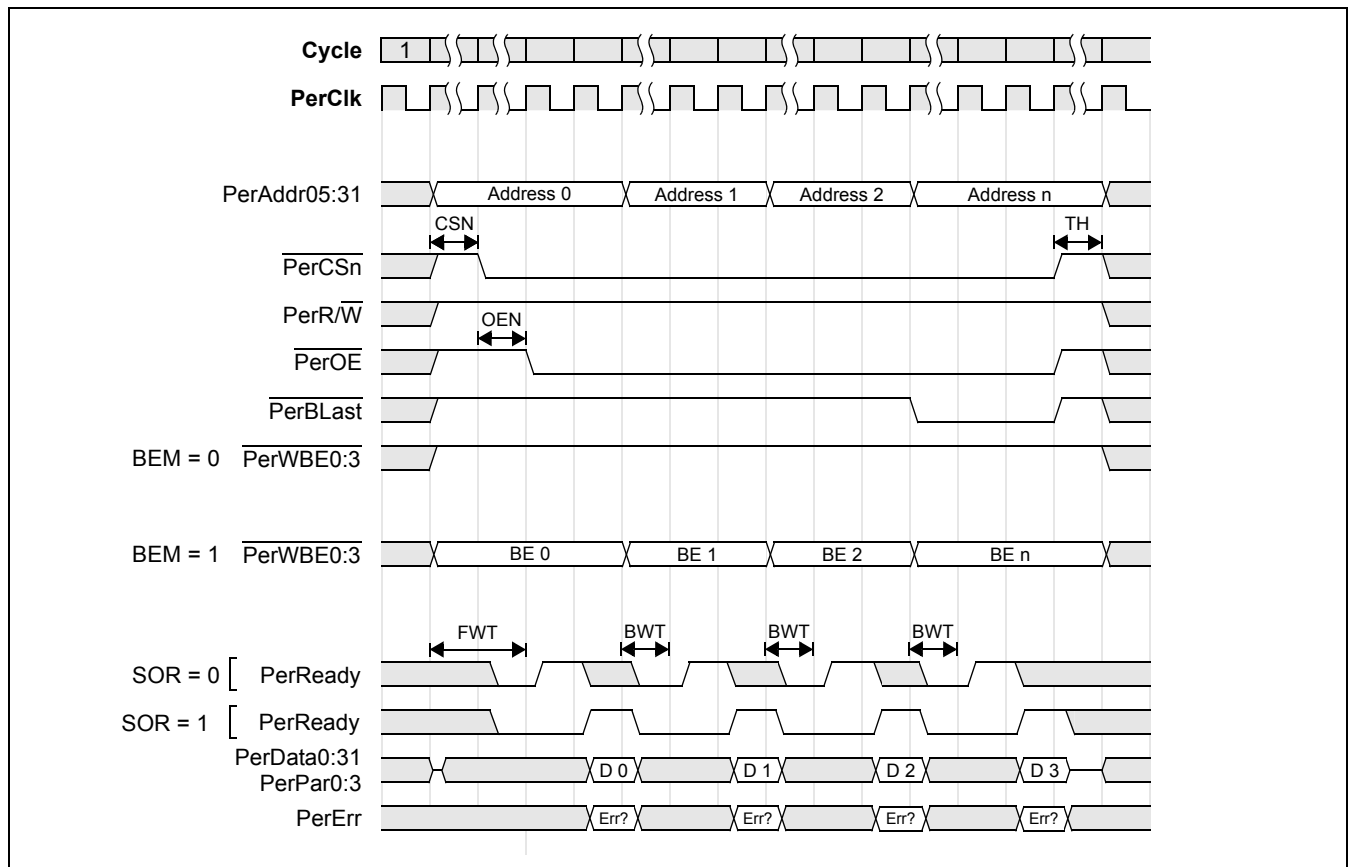 Cycle 1
PerClk
PerAddr05:31 Address 0 Address 1 Address 2 Address n
CSN TH
PerCSn
PerR/W
OEN
PerOE
PerBLast
BEM = 0 PerWBE0:3
BEM = 1 PerWBE0:3 BE 0 BE 1 BE 2 BE n
FWT BWT BWT BWT
SOR = 0 [ PerReady
SOR = 1 [ PerReady
PerData0:31
PerPar0:3 D 0 D 1 D 2 D 3
PerErr Err? Err? Err? Err?